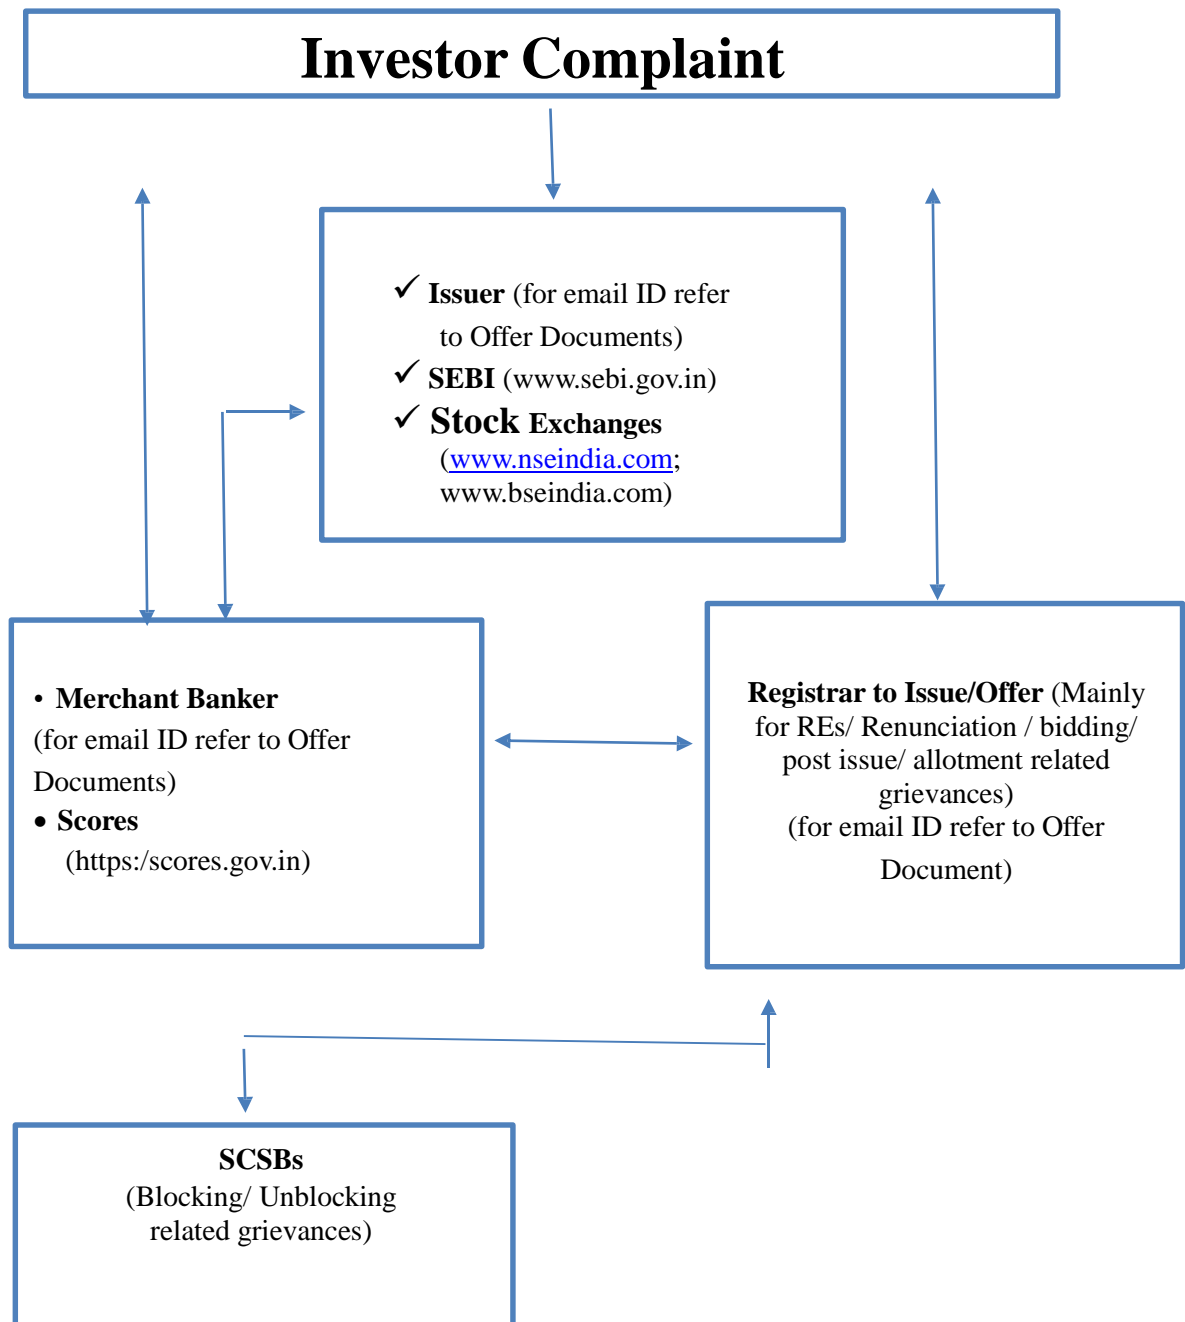 Investor Complaint
✓ Issuer (for email ID refer
to Offer Documents)
✓ SEBI (www.sebi.gov.in)
✓ Stock Exchanges
(www.nseindia.com;
www.bseindia.com)
• Merchant Banker
(for email ID refer to Offer
Documents)
• Scores
(https:/scores.gov.in)
Registrar to Issue/Offer (Mainly
for REs/ Renunciation / bidding/
post issue/ allotment related
grievances)
(for email ID refer to Offer
Document)
SCSBs
(Blocking/ Unblocking
related grievances)